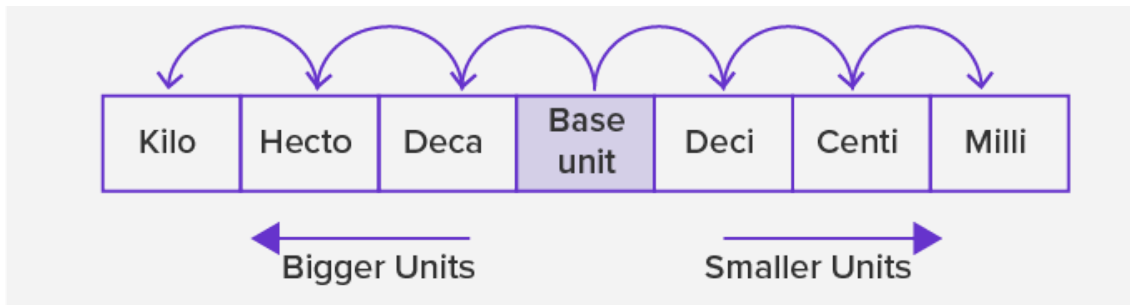 Kilo Hecto Deca Base unit Deci Centi Milli
Bigger Units Smaller Units